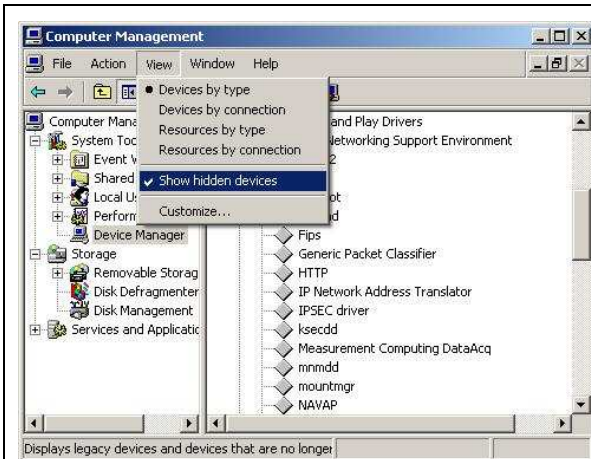 Computer Management
File Action View Window Help
Devices by type
Devices by connection
Resources by type
Resources by connection
Show hidden devices
Customize...
Computer Mana
System Too
Event V
Shared
Local U
Perform
Device Manager
Storage
Removable Storag
Disk Defragmenter
Disk Management
Services and Applicatic
and Play Drivers
Networking Support Environment
Fips
Generic Packet Classifier
HTTP
IP Network Address Translator
IPSEC driver
ksecdd
Measurement Computing DataAcq
mnmdd
mountmgr
NAVAP
Displays legacy devices and devices that are no longer